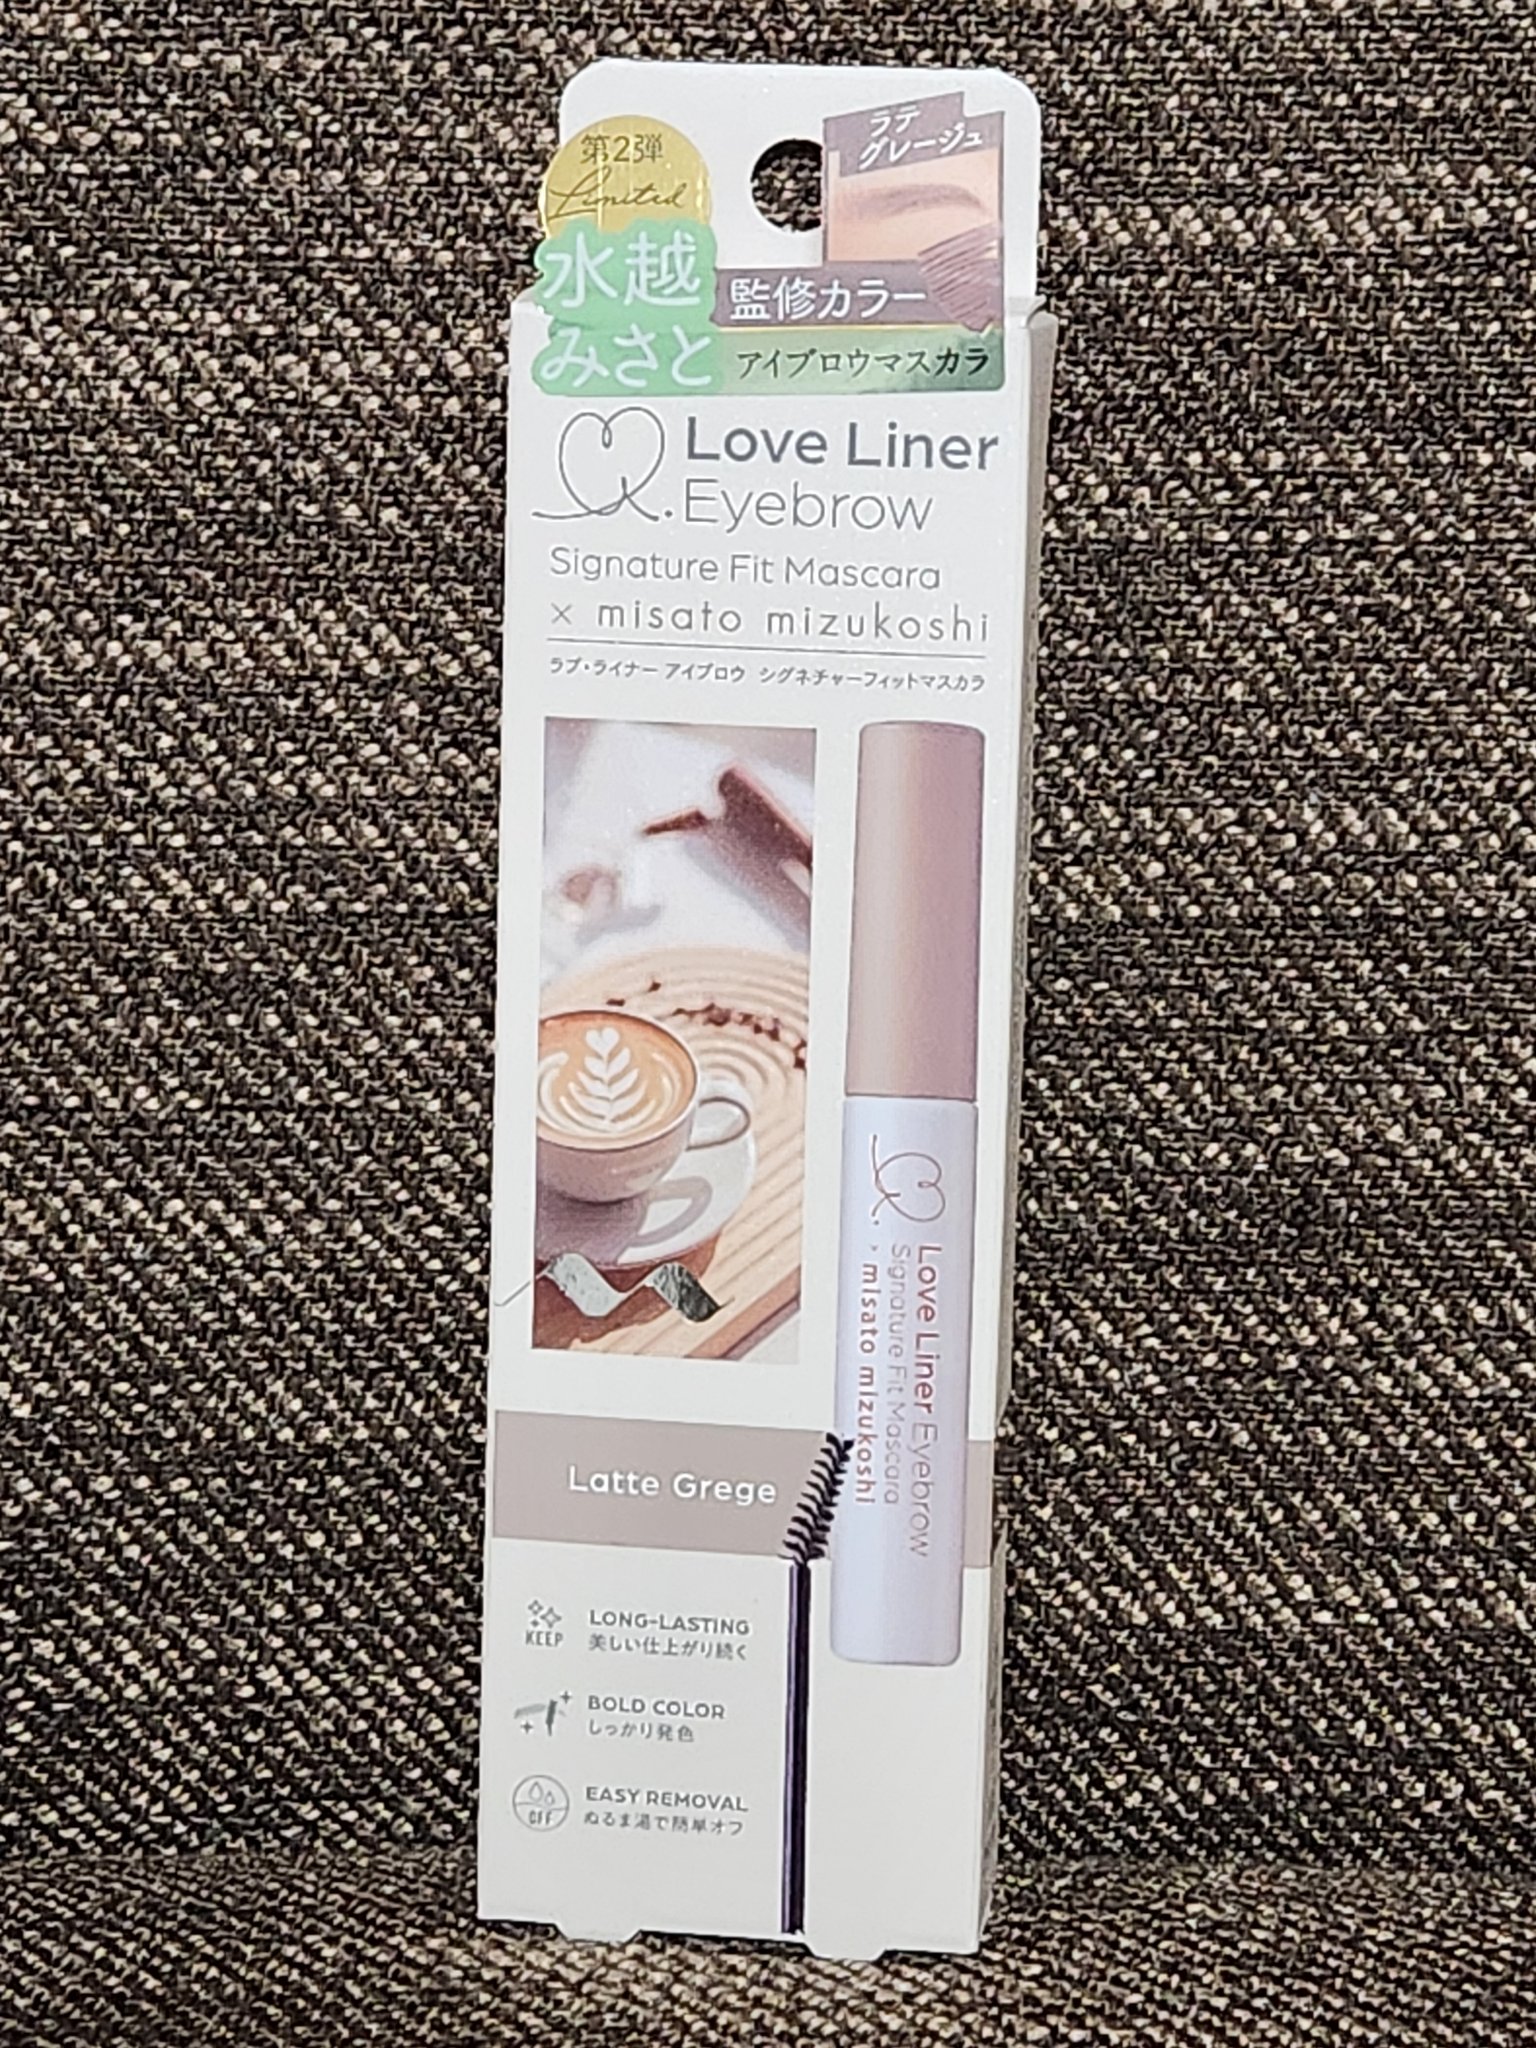 第2弾
Limited
水越
みさと
ラテ
グレージュ
監修カラー
アイブロウマスカラ
Love Liner
Eyebrow
Signature Fit Mascara
× misato mizukoshi
ラブ・ライナー アイブロウ シグネチャーフィットマスカラ
Love Liner Eyebrow
Signature Fit Mascara
× misato mizukoshi
Latte Grege
KEEP
LONG-LASTING
美しい仕上がり続く
BOLD COLOR
しっかり発色
OFF
EASY REMOVAL
ぬるま湯で簡単オフ